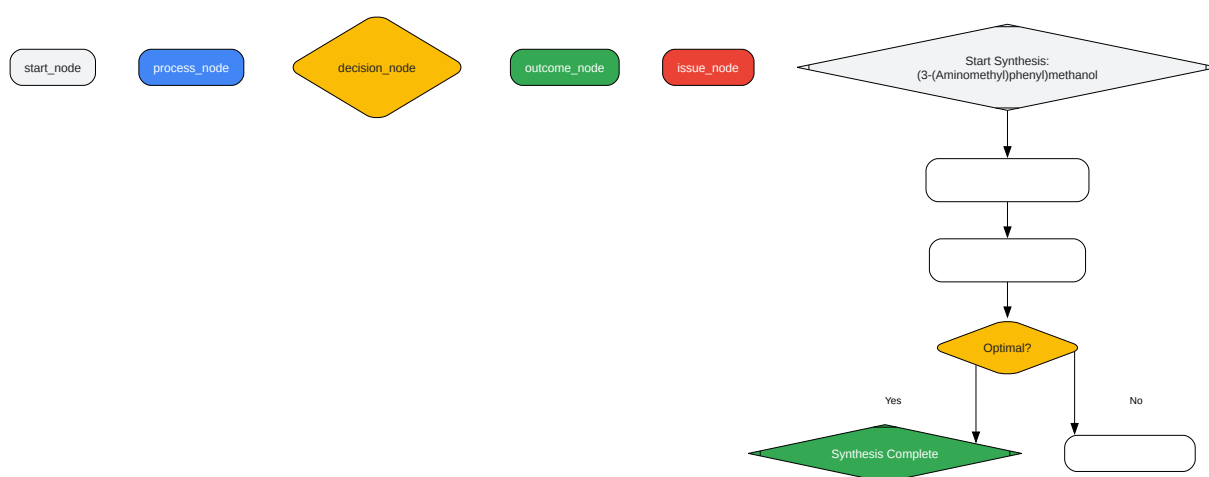 start_node
process_node
decision_node
outcome_node
issue_node
Start Synthesis:
(3-(Aminomethyl)phenyl)methanol
Optimal?
Yes
No
Synthesis Complete